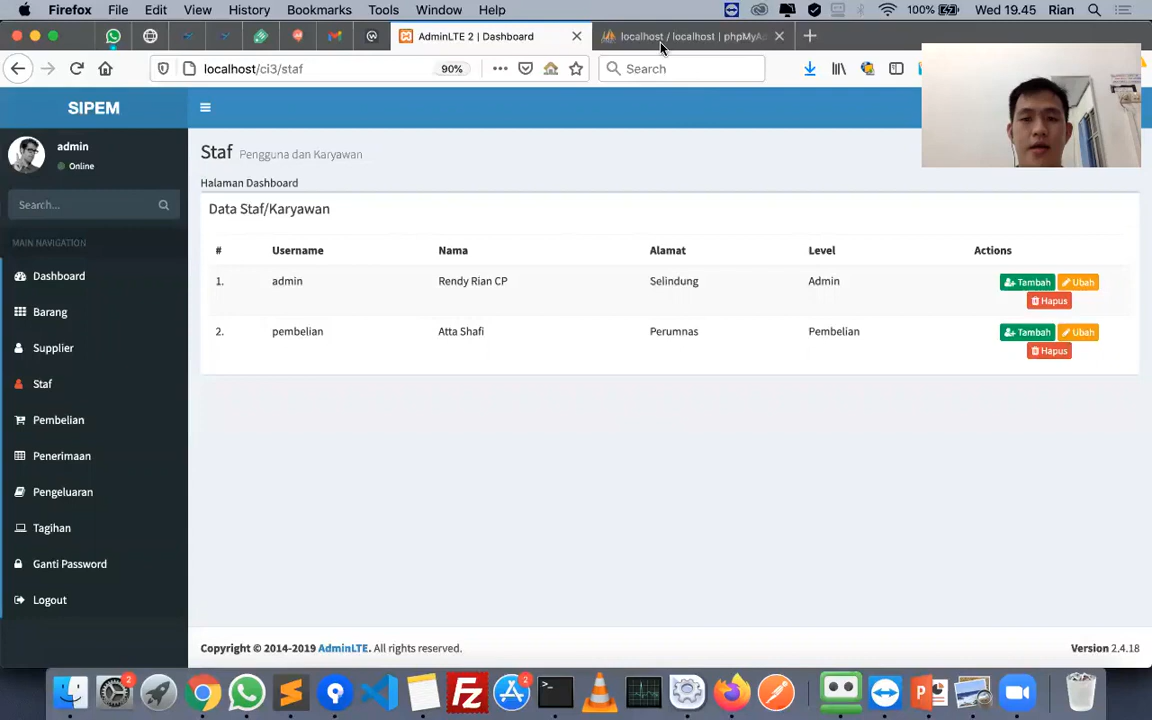 Firefox File Edit View History Bookmarks Tools Window Help 100% Wed 19.45 Rian
AdminLTE 2 | Dashboard localhost / localhost | phpMyA
localhost/ci3/staf 90% Search
SIPEM
admin
Online
Search...
MAIN NAVIGATION
Dashboard
Barang
Supplier
Staf
Pembelian
Penerimaan
Pengeluaran
Tagihan
Ganti Password
Logout
Staf Pengguna dan Karyawan
Halaman Dashboard
Data Staf/Karyawan
# Username Nama Alamat Level Actions
1. admin Rendy Rian CP Selindung Admin Tambah Ubah
Hapus
2. pembelian Atta Shafi Perumnas Pembelian Tambah Ubah
Hapus
Copyright © 2014-2019 AdminLTE. All rights reserved. Version 2.4.18